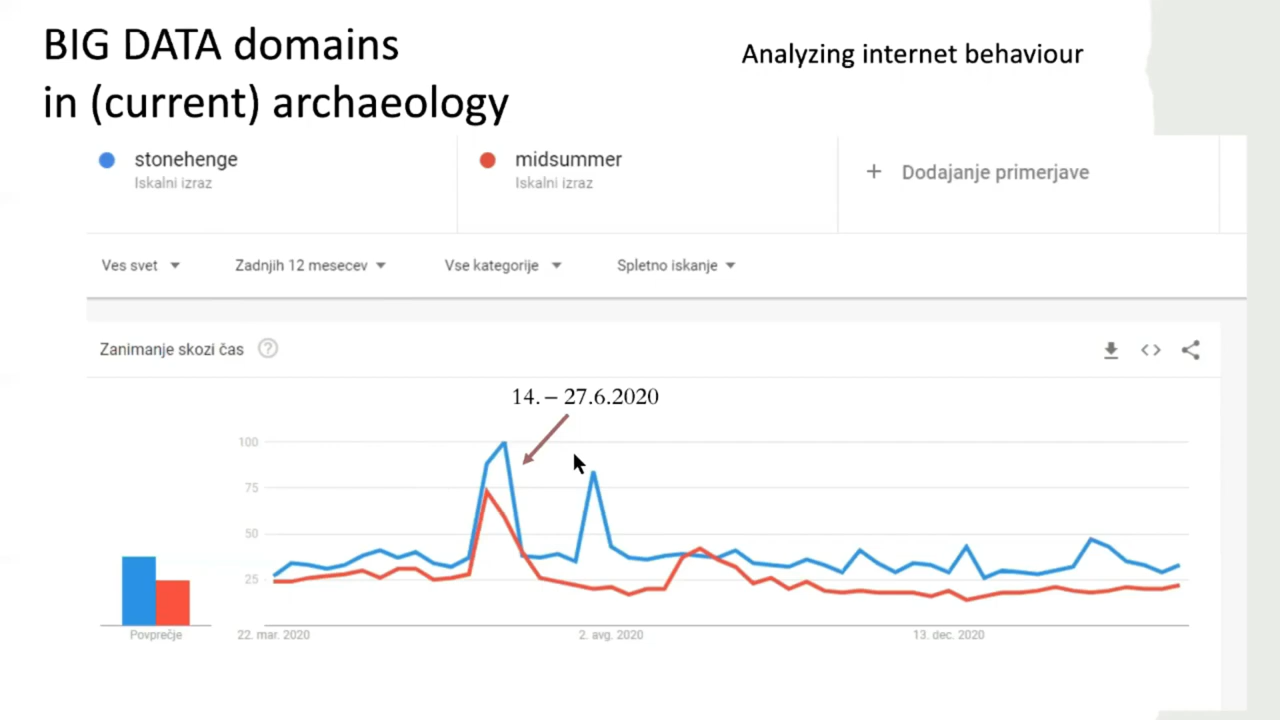 BIG DATA domains
in (current) archaeology
Analyzing internet behaviour
stonehenge
Iskalni izraz
midsummer
Iskalni izraz
+ Dodajanje primerjave
Ves svet
Zadnjih 12 mesecev
Vse kategorije
Spletno iskanje
Zanimanje skozi čas
?
14. – 27.6.2020
100
75
50
25
Povprečje
22. mar. 2020
2. avg. 2020
13. dec. 2020